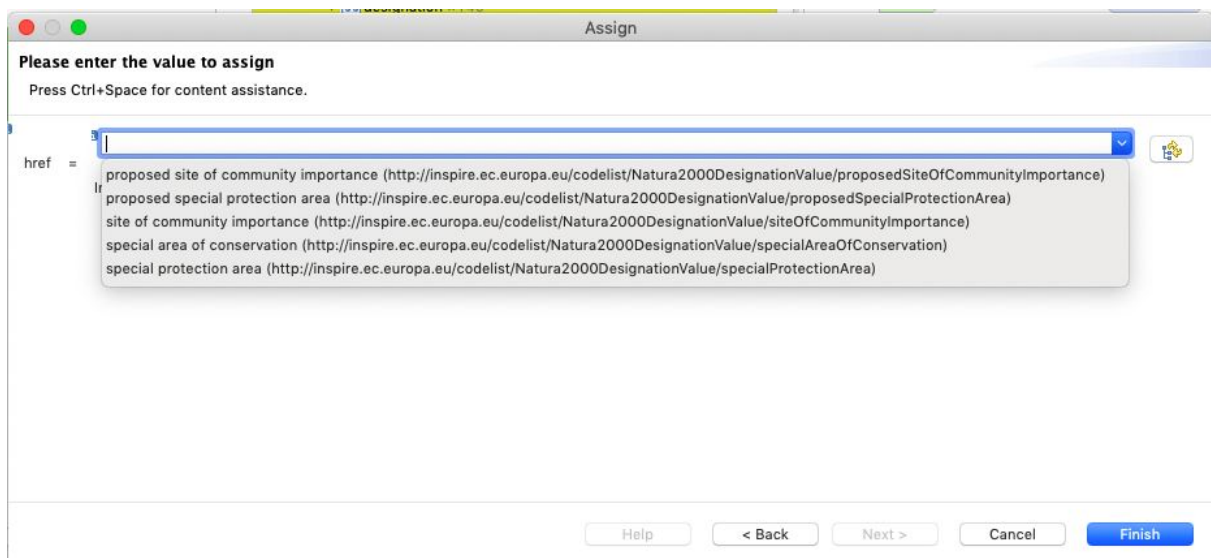 designation
Assign
Please enter the value to assign
Press Ctrl+Space for content assistance.
href =
proposed site of community importance (http://inspire.ec.europa.eu/codelist/Natura2000DesignationValue/proposedSiteOfCommunityImportance)
proposed special protection area (http://inspire.ec.europa.eu/codelist/Natura2000DesignationValue/proposedSpecialProtectionArea)
site of community importance (http://inspire.ec.europa.eu/codelist/Natura2000DesignationValue/siteOfCommunityImportance)
special area of conservation (http://inspire.ec.europa.eu/codelist/Natura2000DesignationValue/specialAreaOfConservation)
special protection area (http://inspire.ec.europa.eu/codelist/Natura2000DesignationValue/specialProtectionArea)
Help < Back Next > Cancel Finish